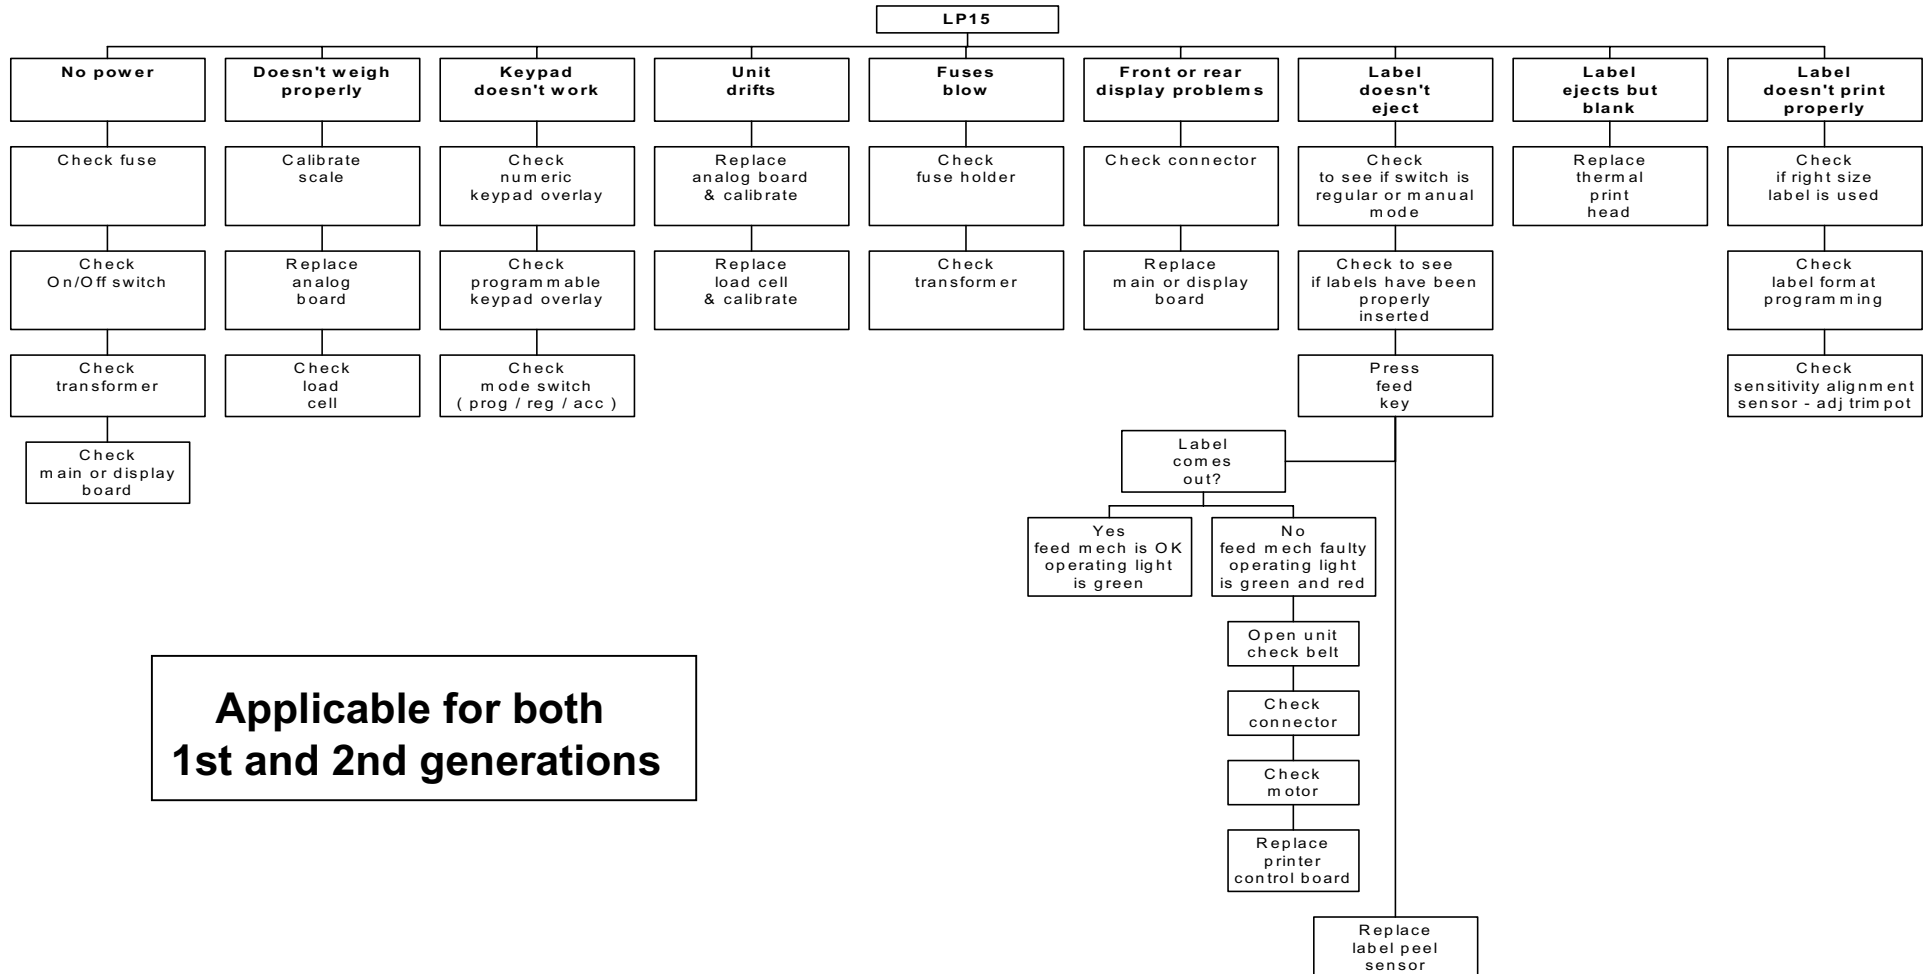 LP15
No power
Check fuse
Check
On/Off switch
Check
transformer
Check
main or display
board
Doesn't weigh
properly
Calibrate
scale
Replace
analog
board
Check
load
cell
Keypad
doesn't work
Check
numeric
keypad overlay
Check
programmable
keypad overlay
Check
mode switch
( prog / reg / acc )
Unit
drifts
Replace
analog board
& calibrate
Replace
load cell
& calibrate
Fuses
blow
Check
fuse holder
Check
transformer
Front or rear
display problems
Check connector
Replace
main or display
board
Label
doesn't
eject
Check
to see if switch is
regular or manual
mode
Check to see
if labels have been
properly
inserted
Press
feed
key
Label
comes
out?
Yes
feed mech is OK
operating light
is green
No
feed mech faulty
operating light
is green and red
Open unit
check belt
Check
connector
Check
motor
Replace
printer
control board
Replace
label peel
sensor
Label
ejects but
blank
Replace
thermal
print
head
Label
doesn't print
properly
Check
if right size
label is used
Check
label format
programming
Check
sensitivity alignment
sensor - adj trimpot
Applicable for both
1st and 2nd generations